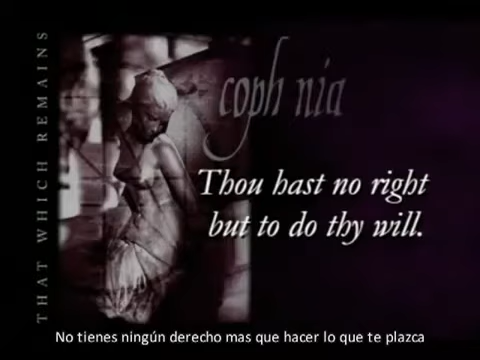 THAT WHICH REMAINS
coph nia
Thou hast no right
but to do thy will.
No tienes ningún derecho mas que hacer lo que te plazca